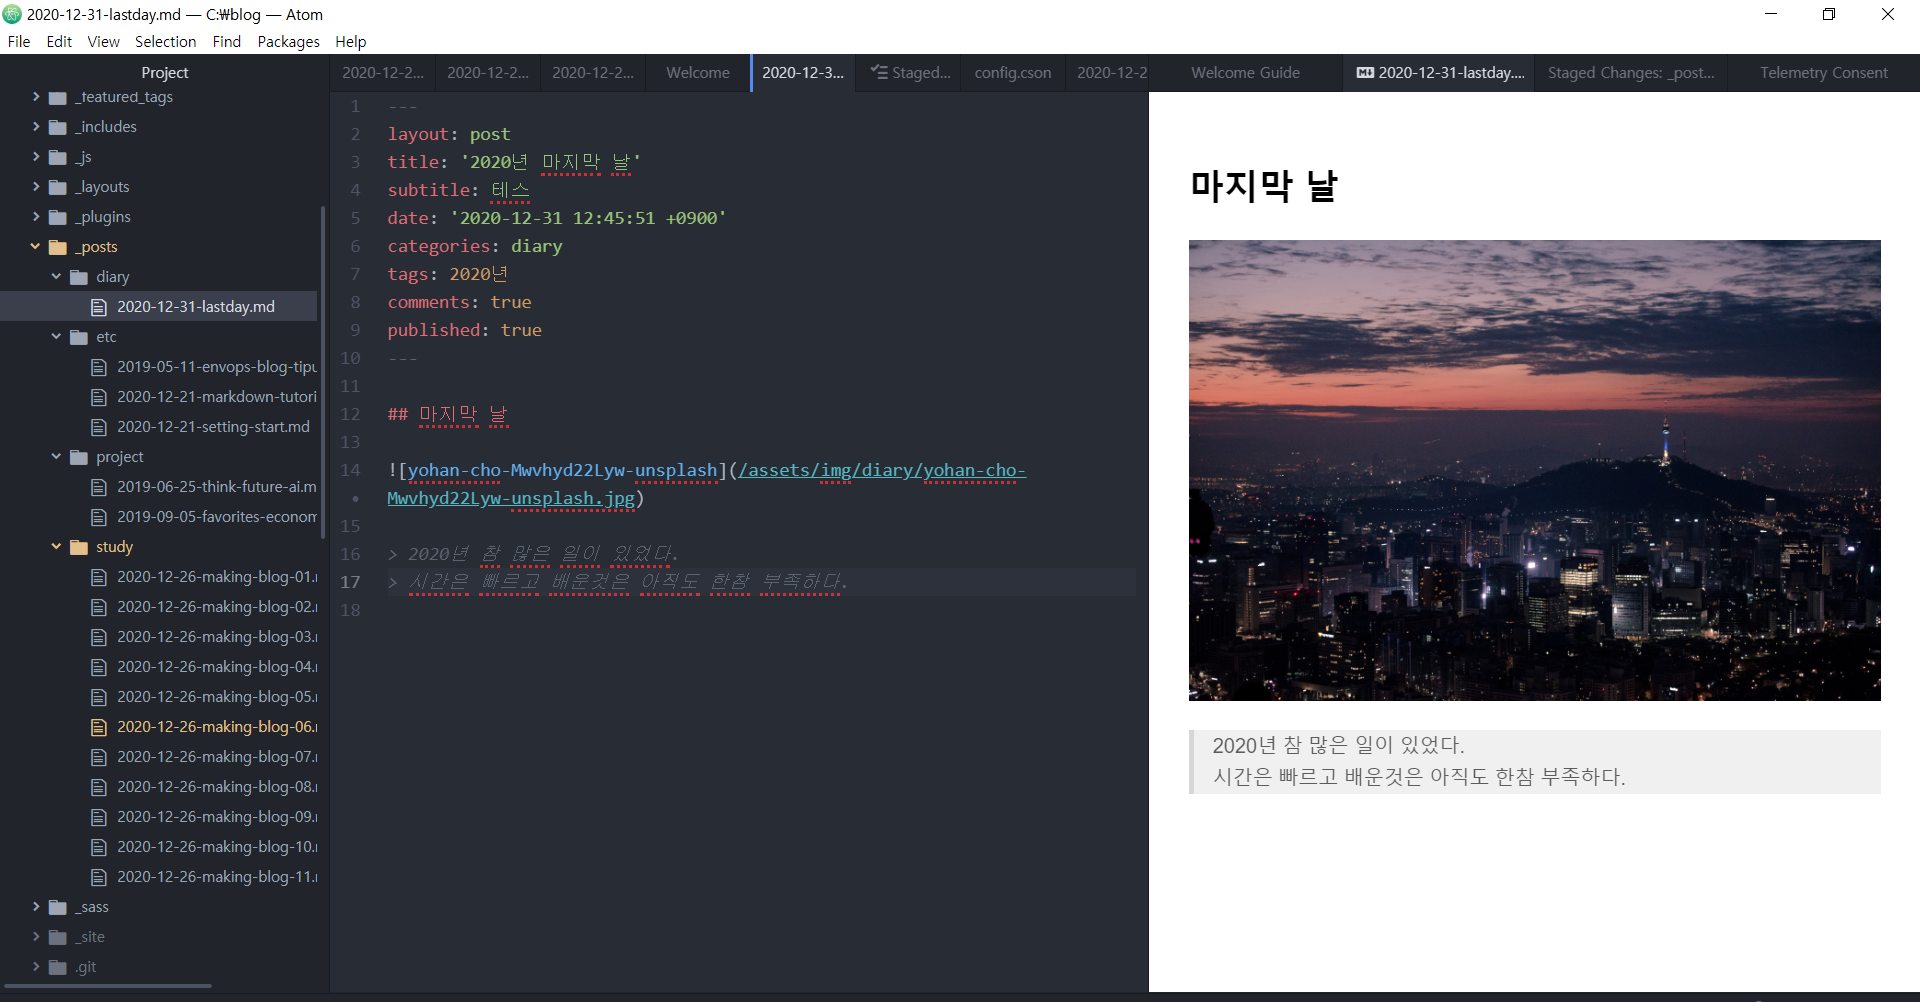 2020-12-31-lastday.md — C:₩blog — Atom
File Edit View Selection Find Packages Help
Project
_featured_tags
_includes
_js
_layouts
_plugins
_posts
diary
2020-12-31-lastday.md
etc
2019-05-11-envops-blog-tipu
2020-12-21-markdown-tutori
2020-12-21-setting-start.md
project
2019-06-25-think-future-ai.m
2019-09-05-favorites-econom
study
2020-12-26-making-blog-01.
2020-12-26-making-blog-02.
2020-12-26-making-blog-03.
2020-12-26-making-blog-04.
2020-12-26-making-blog-05.
2020-12-26-making-blog-06.
2020-12-26-making-blog-07.
2020-12-26-making-blog-08.
2020-12-26-making-blog-09.
2020-12-26-making-blog-10.
2020-12-26-making-blog-11.
_sass
_site
.git
2020-12-2... 2020-12-2... 2020-12-2... Welcome 2020-12-3... Staged... config.cson 2020-12-2
1 ---
2 layout: post
3 title: '2020년 마지막 날'
4 subtitle: 테스
5 date: '2020-12-31 12:45:51 +0900'
6 categories: diary
7 tags: 2020년
8 comments: true
9 published: true
10 ---
11
12 ## 마지막 날
13
14 ![yohan-cho-Mwvhyd22Lyw-unsplash](/assets/img/diary/yohan-cho-
• Mwvhyd22Lyw-unsplash.jpg)
15
16 > 2020년 참 많은 일이 있었다.
17 > 시간은 빠르고 배운것은 아직도 한참 부족하다.
18
Welcome Guide 2020-12-31-lastday.... Staged Changes: _post... Telemetry Consent
마지막 날
2020년 참 많은 일이 있었다.
시간은 빠르고 배운것은 아직도 한참 부족하다.